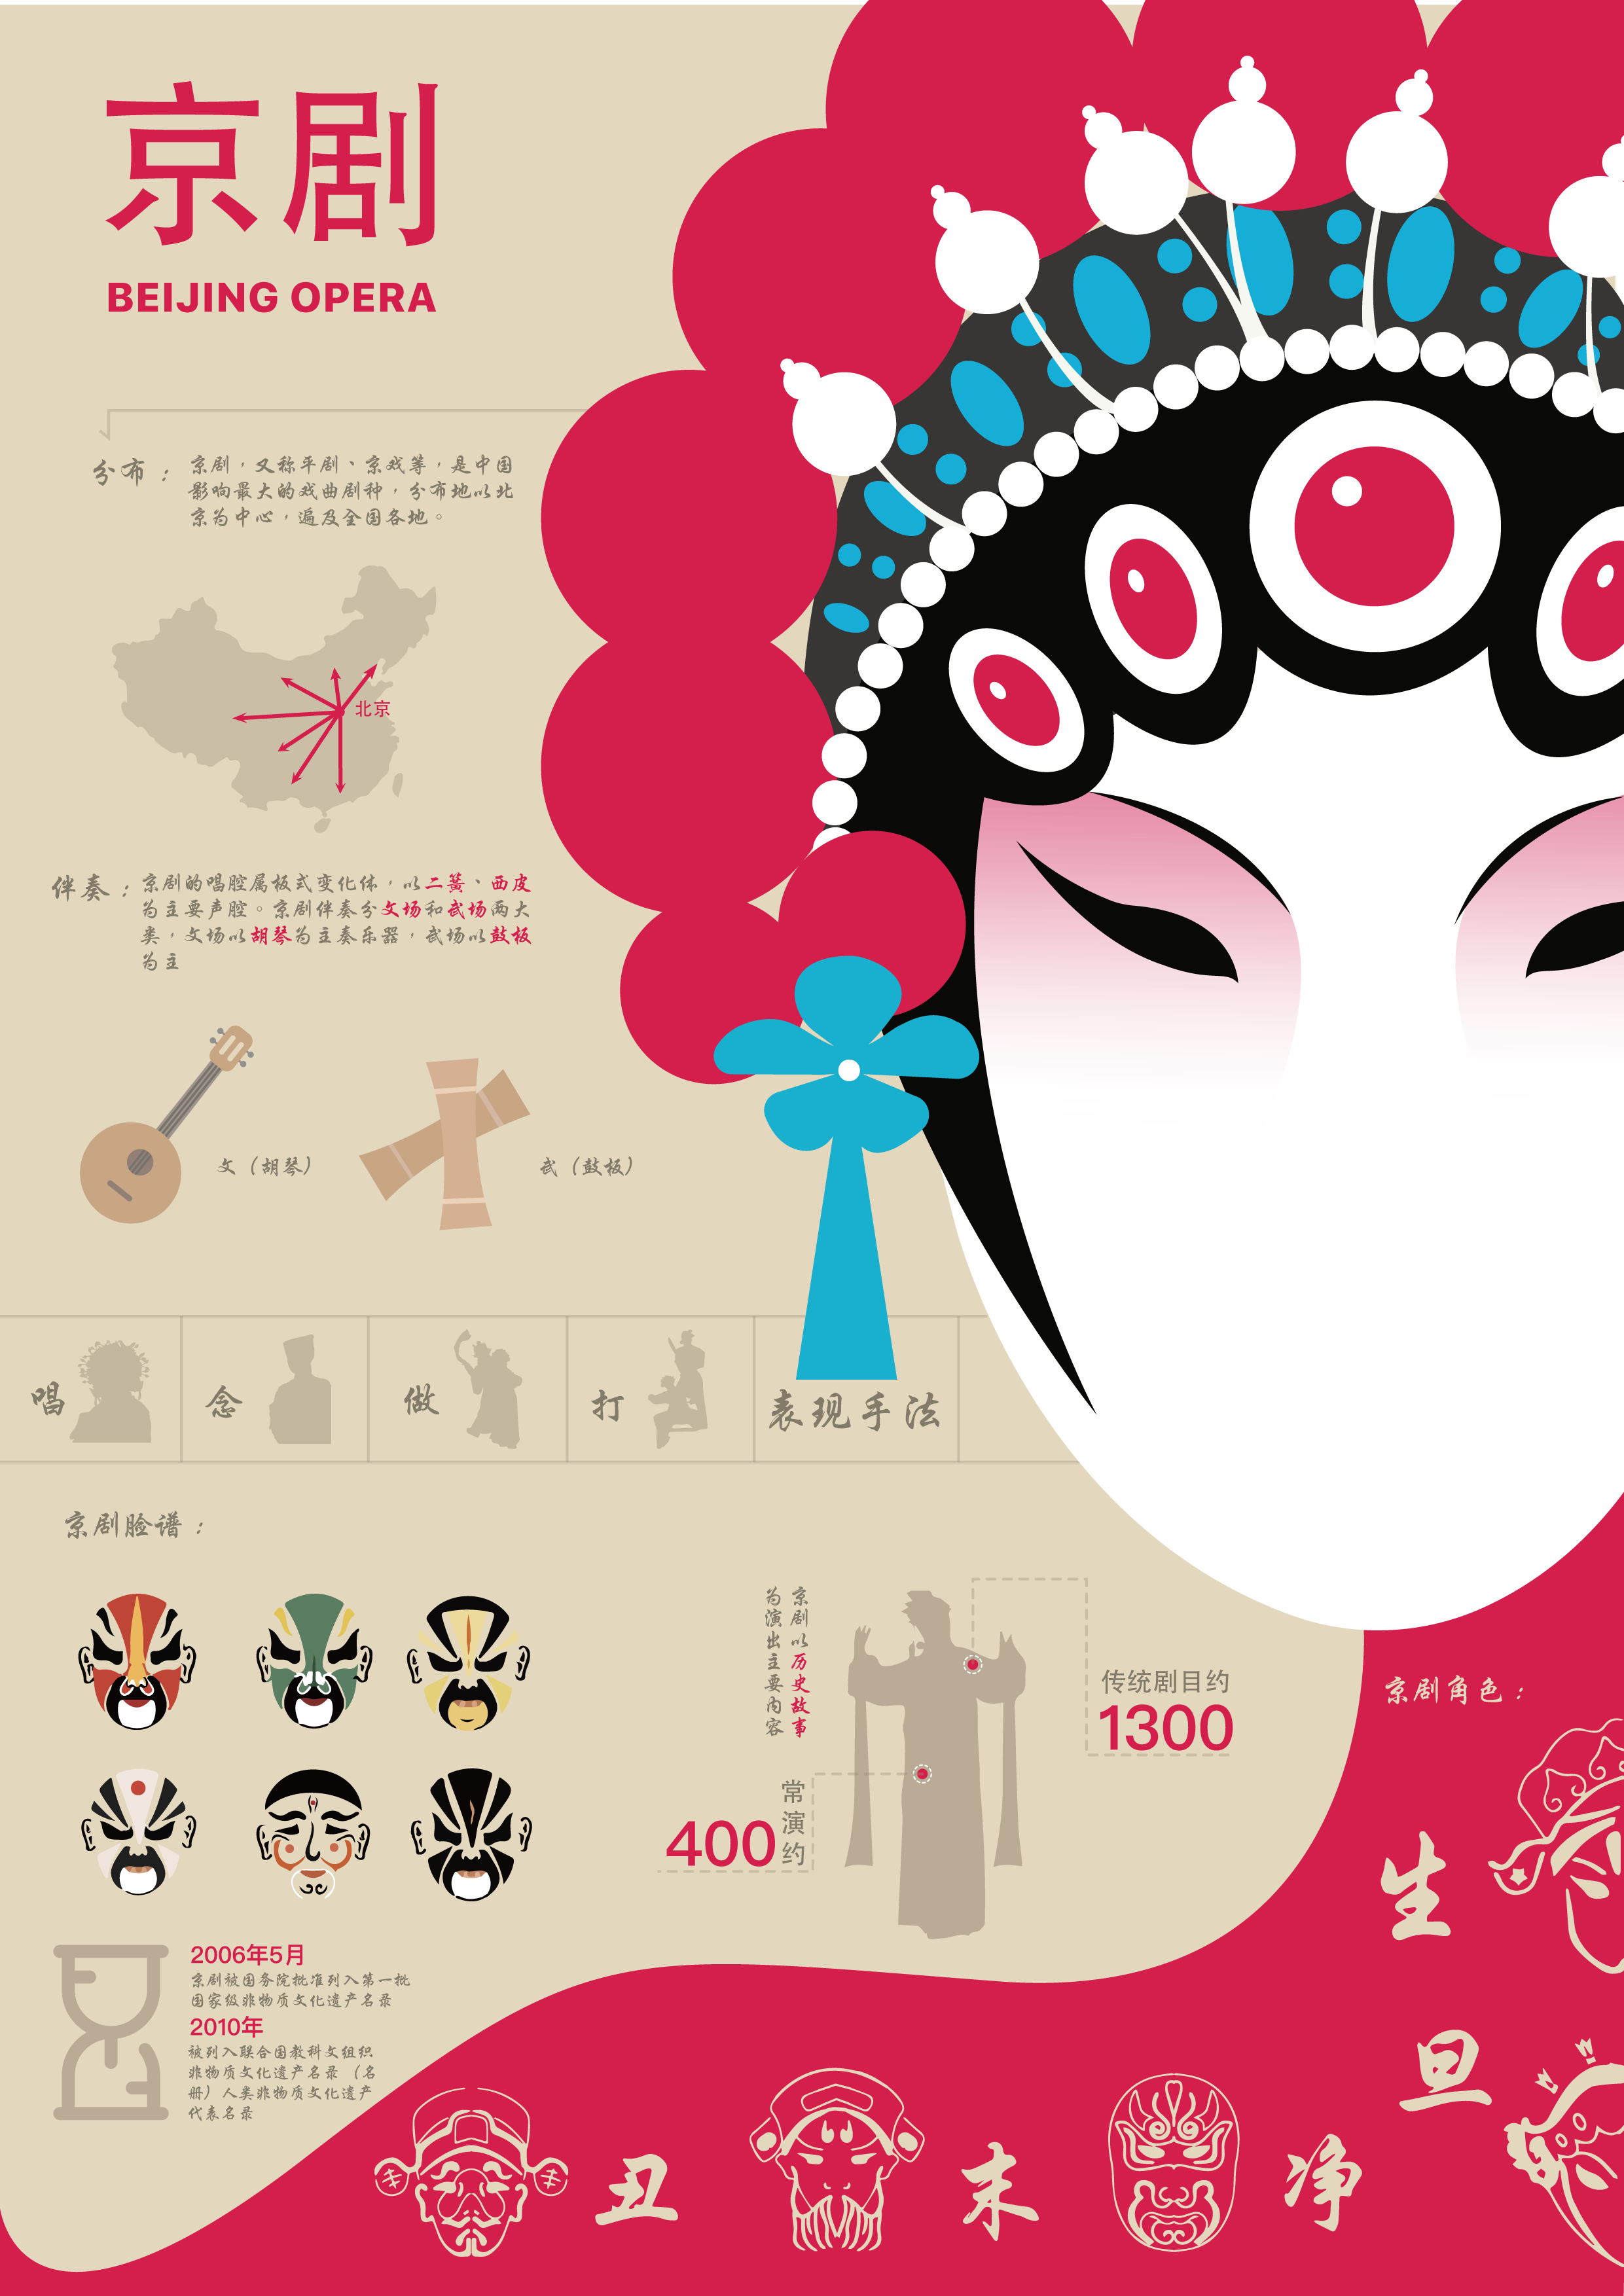 京剧
BEIJING OPERA
分布：
京剧，又称平剧、京戏等，是中国
影响最大的戏曲剧种，分布地以北
京为中心，遍及全国各地。
北京
伴奏：
京剧的唱腔属板式变化体，以二簧、西皮
为主要声腔。京剧伴奏分文场和武场两大
类，文场以胡琴为主奏乐器，武场以鼓板
为主
文（胡琴）
武（鼓板）
唱
念
做
打
表现手法
京剧脸谱：
京剧以历史故事
为演出主要内容
传统剧目约
1300
常演约
400
2006年5月
京剧被国务院批准列入第一批
国家级非物质文化遗产名录
2010年
被列入联合国教科文组织
非物质文化遗产名录（名
册）人类非物质文化遗产
代表名录
京剧角色：
生
旦
净
末
丑